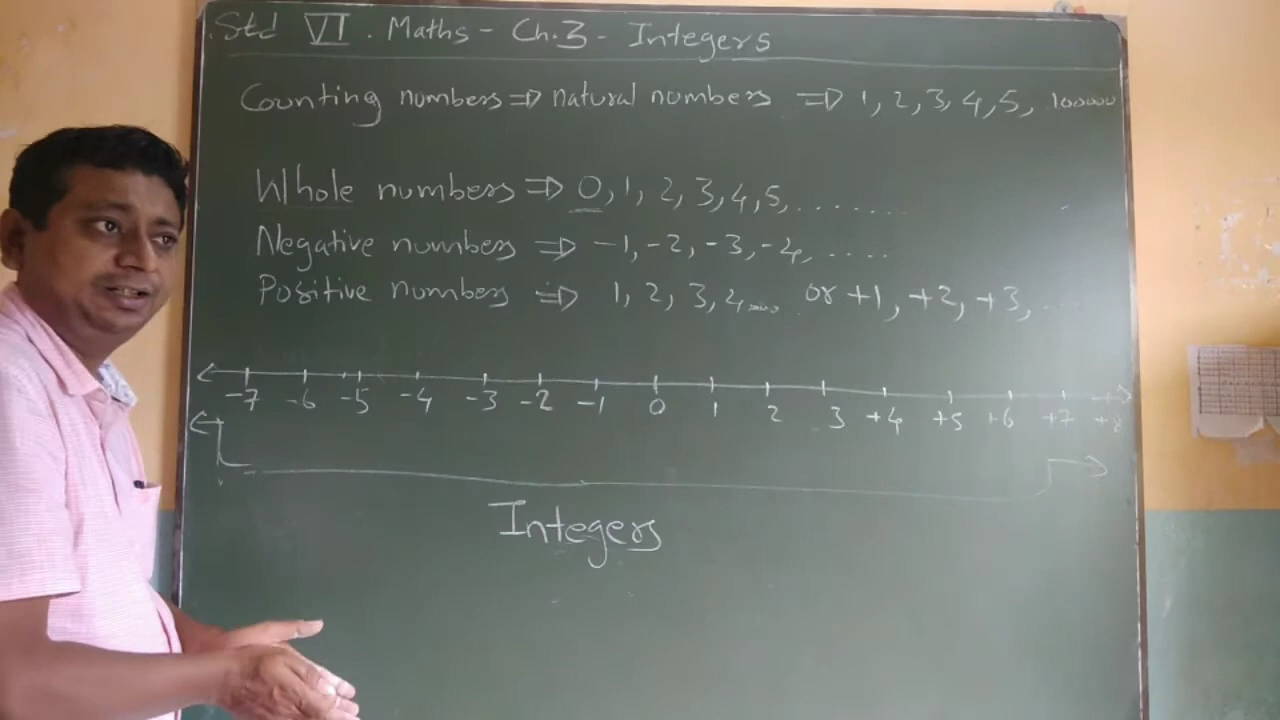 Std VI. Maths - Ch.3 - Integers
Counting numbers ⇒ natural numbers ⇒ 1, 2, 3, 4, 5, 100000
Whole numbers ⇒ 0, 1, 2, 3, 4, 5, ........
Negative numbers ⇒ -1, -2, -3, -4, ....
Positive numbers ⇒ 1, 2, 3, 4.... or +1, +2, +3, ...
-7 -6 -5 -4 -3 -2 -1 0 1 2 3 +4 +5 +6 +7 +8
Integers